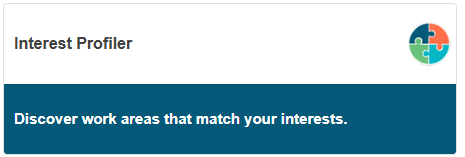 Interest Profiler
Discover work areas that match your interests.